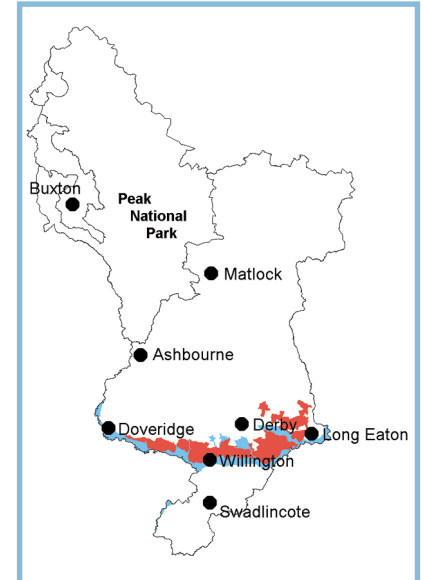 Buxton
Peak
National
Park
Matlock
Ashbourne
Doveridge
Derby
Long Eaton
Willington
Swadlincote